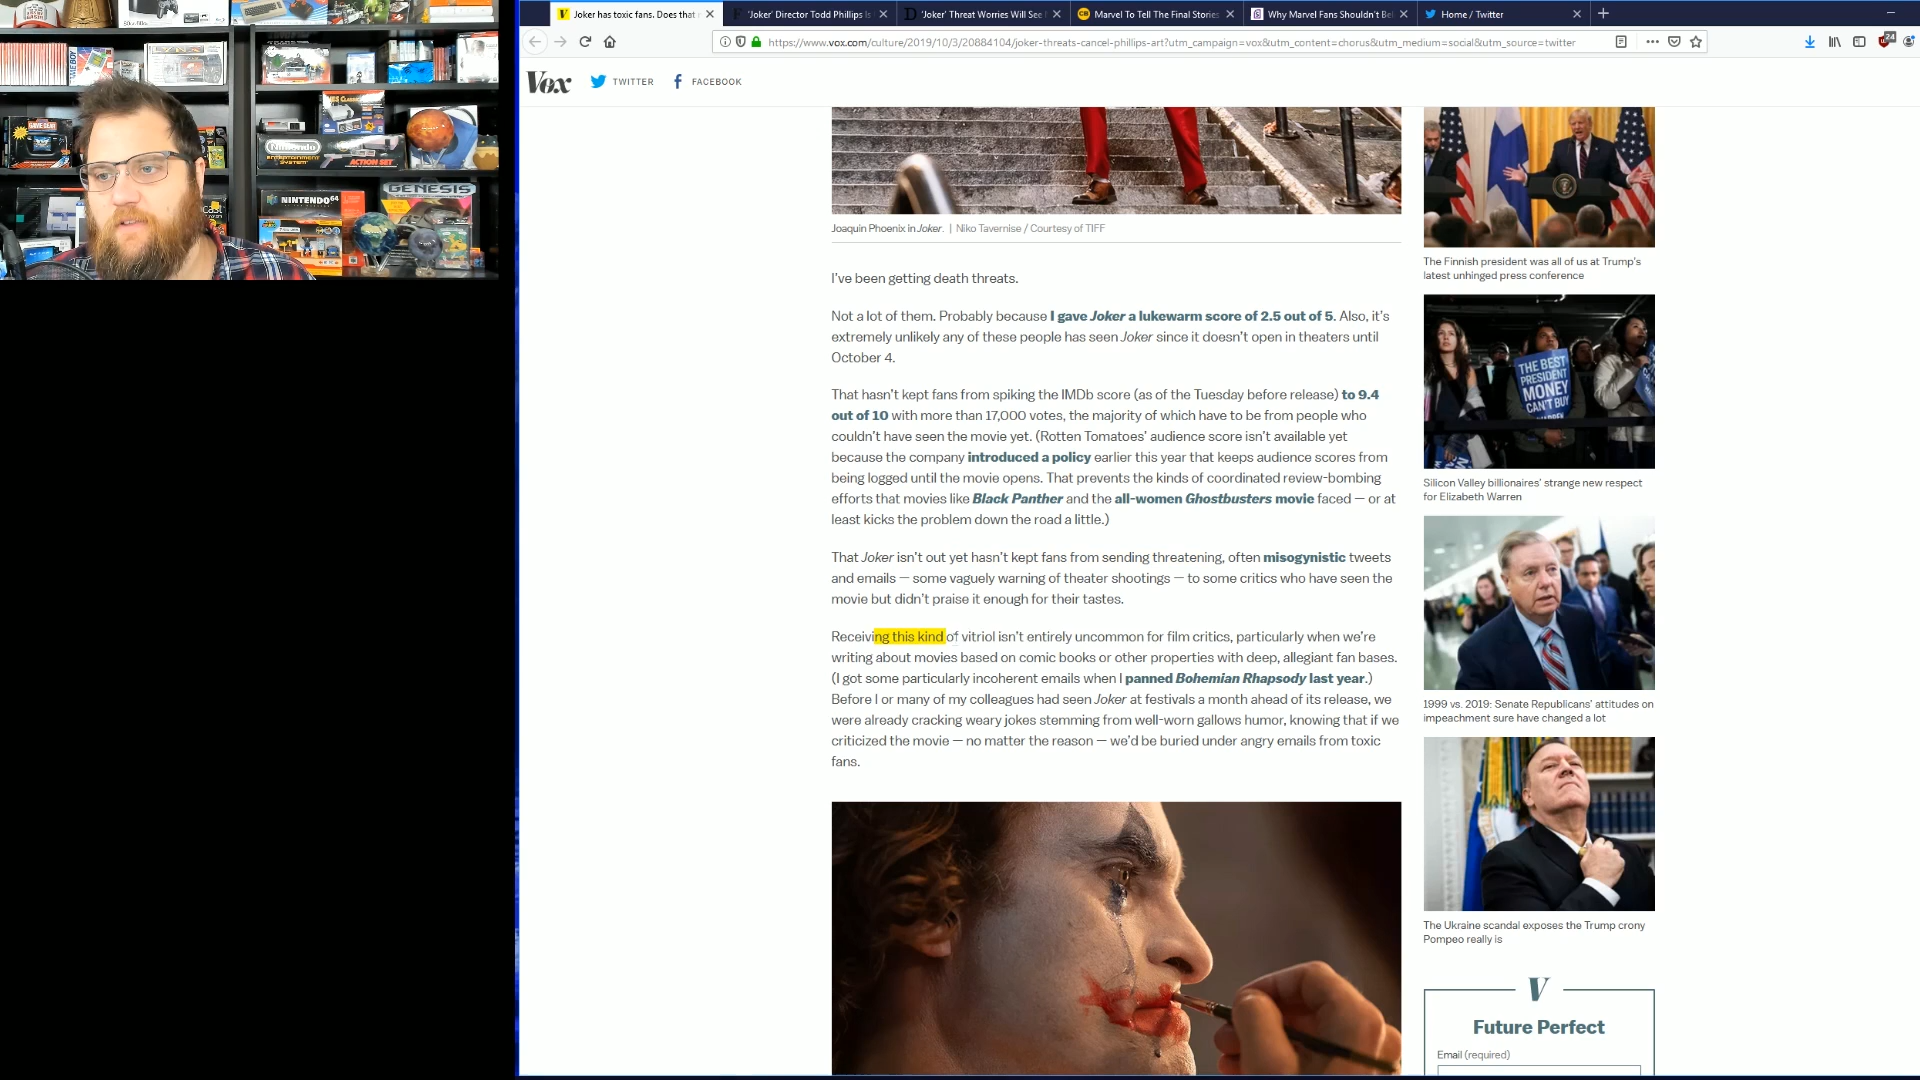 Joker has toxic fans. Does that
'Joker' Director Todd Phillips Is
'Joker' Threat Worries Will See
Marvel To Tell The Final Stories
Why Marvel Fans Shouldn't Be
Home / Twitter
https://www.vox.com/culture/2019/10/3/20884104/joker-threats-cancel-phillips-art?utm_campaign=vox&utm_content=chorus&utm_medium=social&utm_source=twitter
24
Vox
TWITTER
FACEBOOK
LYNX
GAME GEAR
Nintendo
ENTERTAINMENT SYSTEM
ACTION SET
GENESIS
NINTENDO 64
Joaquin Phoenix in Joker. | Niko Tavernise / Courtesy of TIFF
I've been getting death threats.
Not a lot of them. Probably because I gave Joker a lukewarm score of 2.5 out of 5. Also, it's
extremely unlikely any of these people has seen Joker since it doesn't open in theaters until
October 4.
That hasn't kept fans from spiking the IMDb score (as of the Tuesday before release) to 9.4
out of 10 with more than 17,000 votes, the majority of which have to be from people who
couldn't have seen the movie yet. (Rotten Tomatoes' audience score isn't available yet
because the company introduced a policy earlier this year that keeps audience scores from
being logged until the movie opens. That prevents the kinds of coordinated review-bombing
efforts that movies like Black Panther and the all-women Ghostbusters movie faced — or at
least kicks the problem down the road a little.)
That Joker isn't out yet hasn't kept fans from sending threatening, often misogynistic tweets
and emails — some vaguely warning of theater shootings — to some critics who have seen the
movie but didn't praise it enough for their tastes.
Receiving this kind of vitriol isn't entirely uncommon for film critics, particularly when we're
writing about movies based on comic books or other properties with deep, allegiant fan bases.
(I got some particularly incoherent emails when I panned Bohemian Rhapsody last year.)
Before I or many of my colleagues had seen Joker at festivals a month ahead of its release, we
were already cracking weary jokes stemming from well-worn gallows humor, knowing that if we
criticized the movie — no matter the reason — we'd be buried under angry emails from toxic
fans.
The Finnish president was all of us at Trump's
latest unhinged press conference
THE BEST
PRESIDENT
MONEY
CAN'T BUY
Silicon Valley billionaires' strange new respect
for Elizabeth Warren
1999 vs. 2019: Senate Republicans' attitudes on
impeachment sure have changed a lot
The Ukraine scandal exposes the Trump crony
Pompeo really is
V
Future Perfect
Email (required)